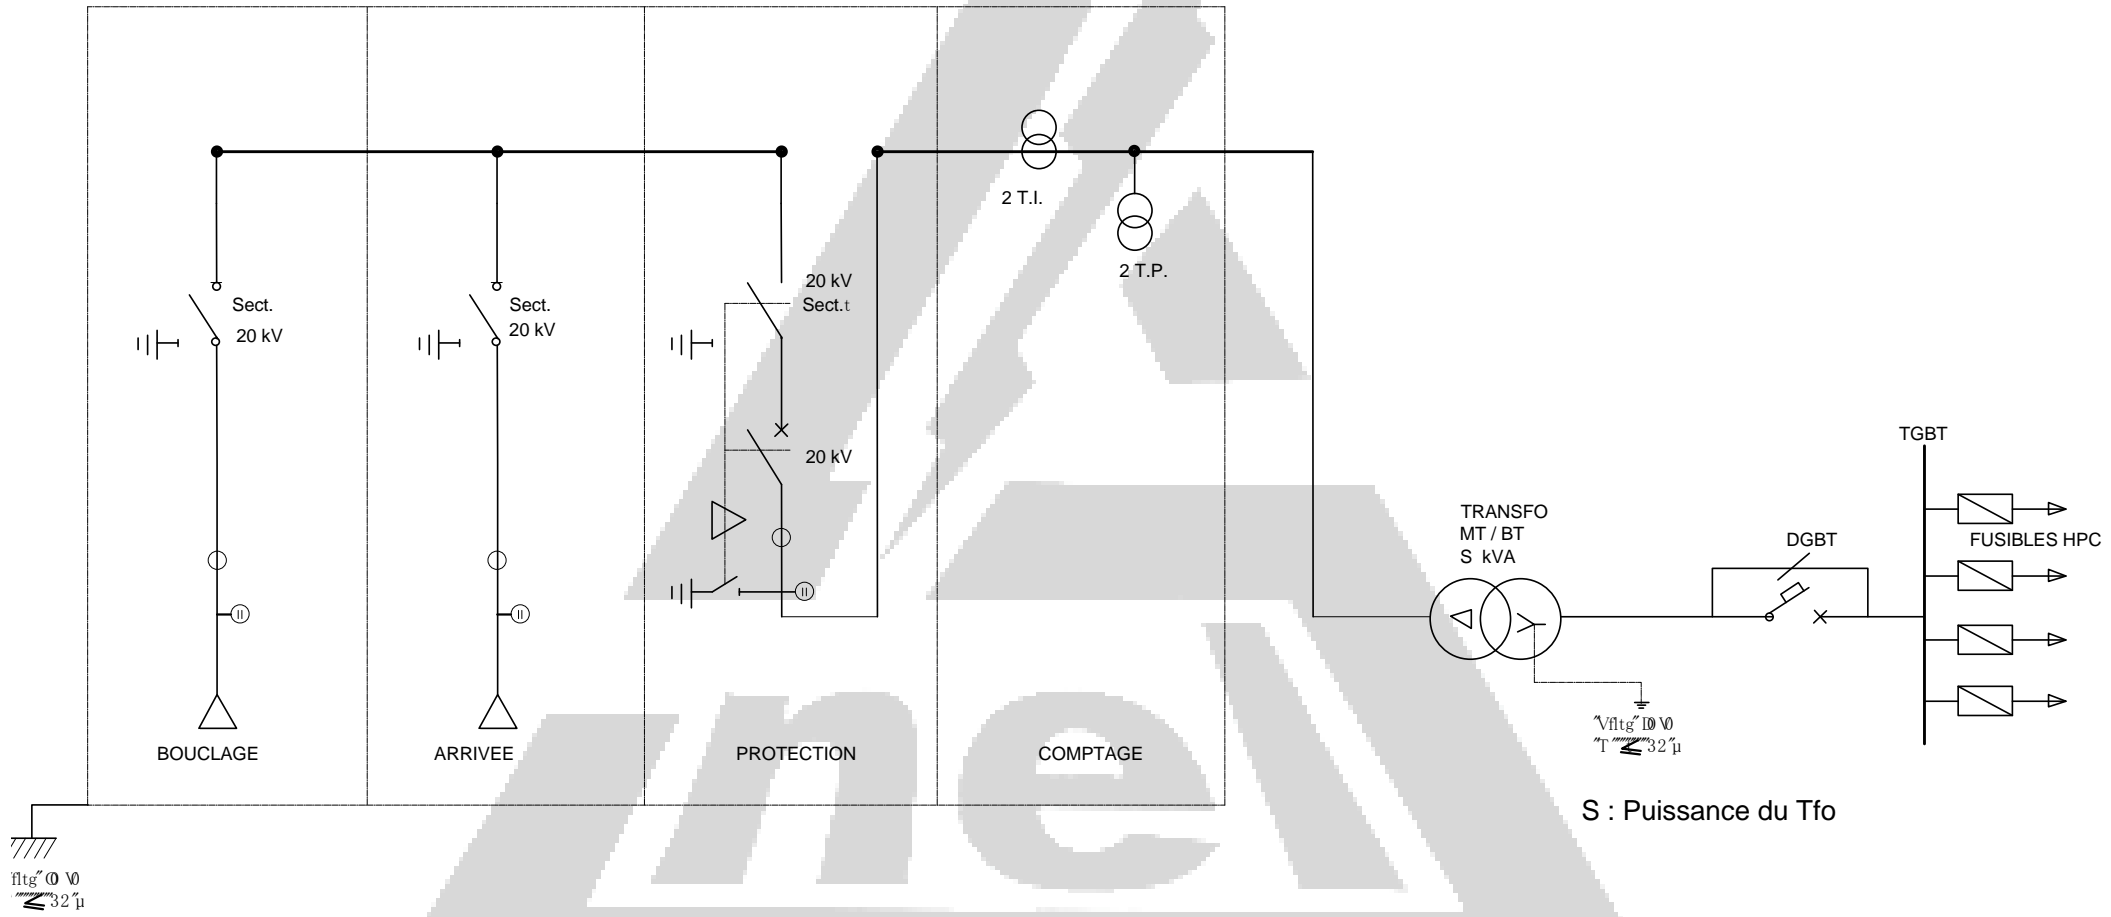 2 T.I.
2 T.P.
Sect.
20 kV
Sect.
20 kV
20 kV
Sect.t
20 kV
BOUCLAGE
ARRIVEE
PROTECTION
COMPTAGE
TRANSFO
MT / BT
S kVA
DGBT
TGBT
FUSIBLES HPC
S : Puissance du Tfo
nel